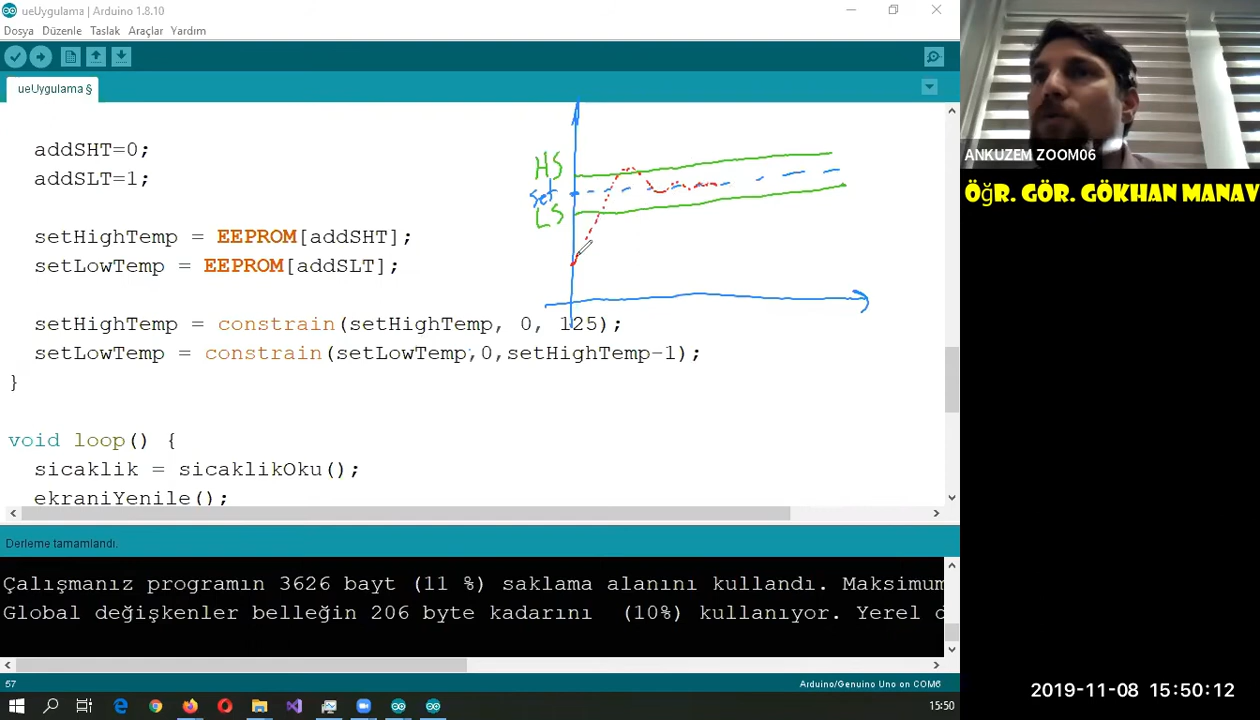 ueUygulama | Arduino 1.8.10
Dosya Düzenle Taslak Araçlar Yardım
ueUygulama §
addSHT=0;
addSLT=1;
setHighTemp = EEPROM[addSHT];
setLowTemp = EEPROM[addSLT];
setHighTemp = constrain(setHighTemp, 0, 125);
setLowTemp = constrain(setLowTemp,0,setHighTemp-1);
}
void loop() {
sicaklik = sicaklikOku();
ekraniYenile();
HS
set
LS
Derleme tamamlandı.
Çalışmanız programın 3626 bayt (11 %) saklama alanını kullandı. Maksimum
Global değişkenler belleğin 206 byte kadarını (10%) kullanıyor. Yerel d
57
Arduino/Genuino Uno on COM6
15:50
ANKUZEM ZOOM06
ÖĞR. GÖR. GÖKHAN MANAV
2019-11-08 15:50:12